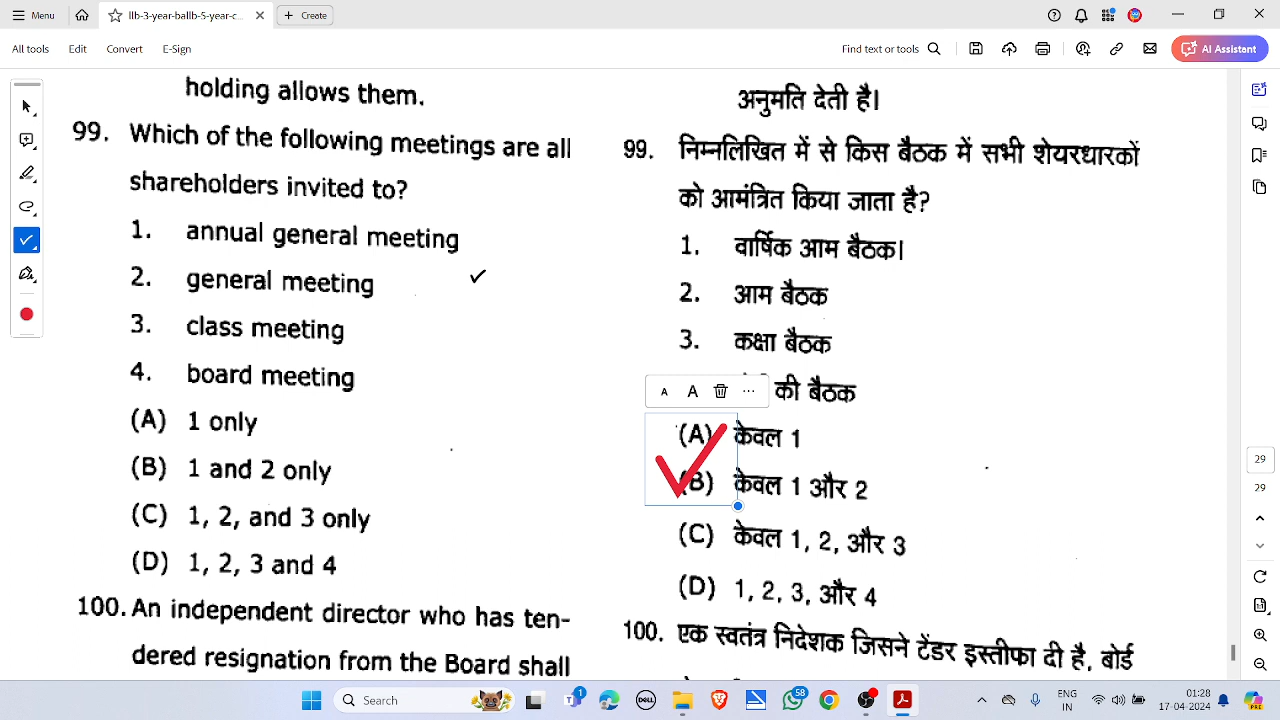 Menu
llb-3-year-ballb-5-year-c...
Create
All tools
Edit
Convert
E-Sign
Find text or tools
AI Assistant
holding allows them.
99. Which of the following meetings are all
shareholders invited to?
1. annual general meeting
2. general meeting
3. class meeting
4. board meeting
(A) 1 only
(B) 1 and 2 only
(C) 1, 2, and 3 only
(D) 1, 2, 3 and 4
100. An independent director who has ten-
dered resignation from the Board shall
अनुमति देती है।
99. निम्नलिखित में से किस बैठक में सभी शेयरधारकों
को आमंत्रित किया जाता है?
1. वार्षिक आम बैठक।
2. आम बैठक
3. कक्षा बैठक
की बैठक
(A) केवल 1
(B) केवल 1 और 2
(C) केवल 1, 2, और 3
(D) 1, 2, 3, और 4
100. एक स्वतंत्र निदेशक जिसने टेंडर इस्तीफा दी है, बोर्ड
A A ...
29
29
Search
1
DELL
58
ENG
IN
01:28
17-04-2024